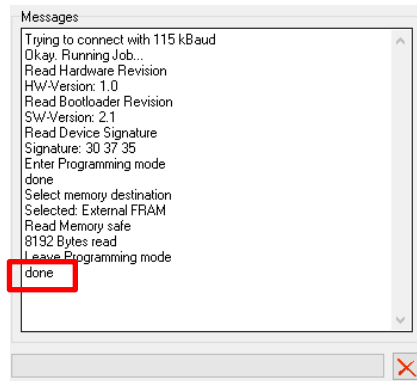 Messages
Trying to connect with 115 kBaud
Okay. Running Job...
Read Hardware Revision
HW-Version: 1.0
Read Bootloader Revision
SW-Version: 2.1
Read Device Signature
Signature: 30 37 35
Enter Programming mode
done
Select memory destination
Selected: External FRAM
Read Memory safe
8192 Bytes read
Leave Programming mode
done